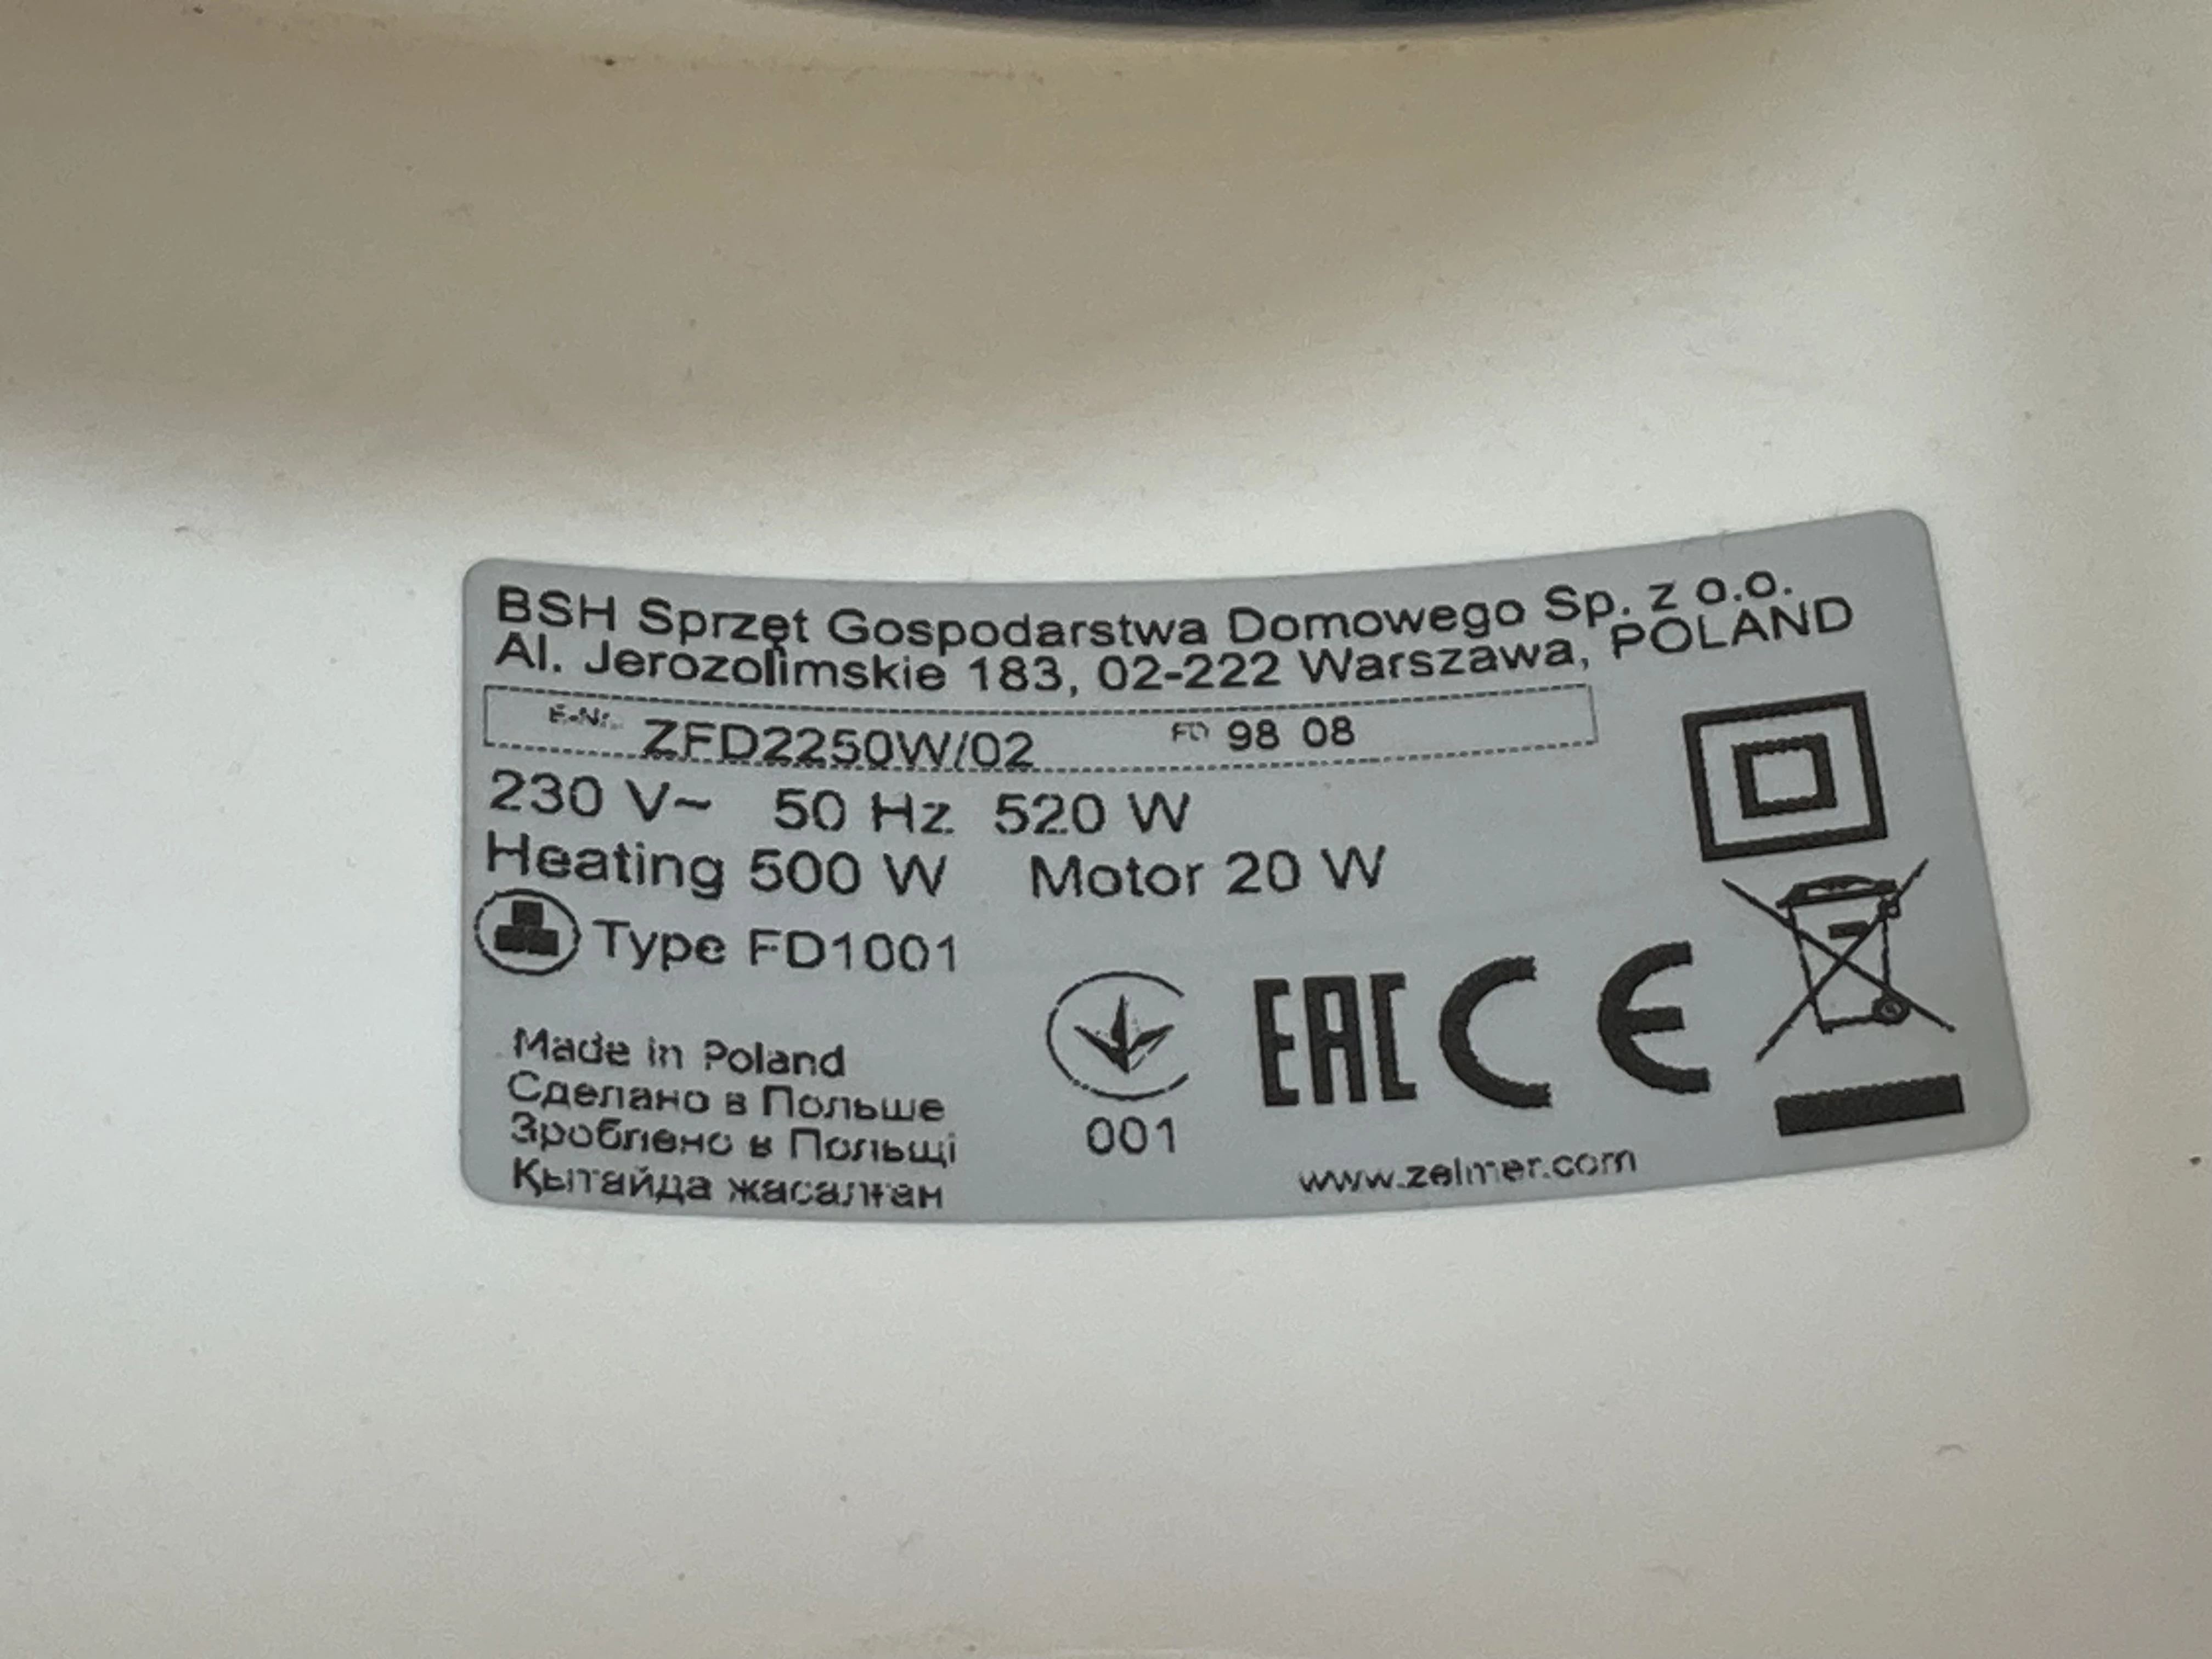 BSH Sprzęt Gospodarstwa Domowego Sp. z o.o.
Al. Jerozolimskie 183, 02-222 Warszawa, POLAND
E-Nr. ZFD2250W/02 FD 98 08
230 V~ 50 Hz 520 W
Heating 500 W Motor 20 W
Type FD1001
Made in Poland
Сделано в Польше
Зроблено в Польщі
Қытайда жасалған
001
EAC CE
www.zelmer.com